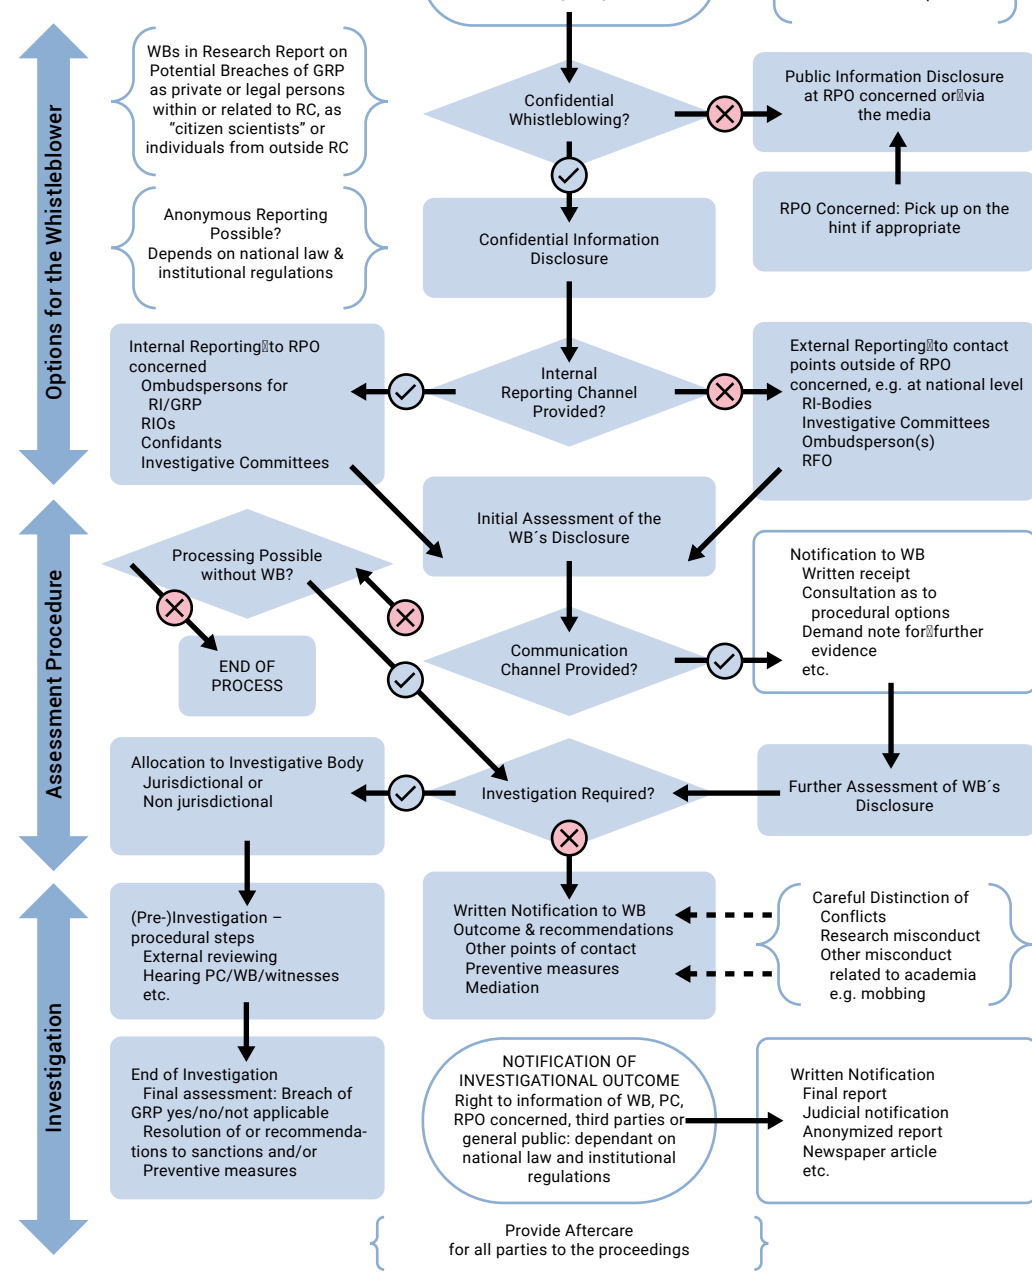 Options for the Whistleblower
WBs in Research Report on
Potential Breaches of GRP
as private or legal persons
within or related to RC, as
“citizen scientists” or
individuals from outside RC
Confidential
Whistleblowing?
Public Information Disclosure
at RPO concerned or via
the media
Anonymous Reporting
Possible?
Depends on national law &
institutional regulations
Confidential Information
Disclosure
RPO Concerned: Pick up on the
hint if appropriate
Internal Reporting to RPO
concerned
Ombudspersons for
RI/GRP
RIOs
Confidants
Investigative Committees
Internal
Reporting Channel
Provided?
External Reporting to contact
points outside of RPO
concerned, e.g. at national level
RI-Bodies
Investigative Committees
Ombudsperson(s)
RFO
Assessment Procedure
Initial Assessment of the
WB´s Disclosure
Processing Possible
without WB?
END OF
PROCESS
Communication
Channel Provided?
Notification to WB
Written receipt
Consultation as to
procedural options
Demand note for further
evidence
etc.
Allocation to Investigative Body
Jurisdictional or
Non jurisdictional
Investigation Required?
Further Assessment of WB´s
Disclosure
Investigation
(Pre-)Investigation –
procedural steps
External reviewing
Hearing PC/WB/witnesses
etc.
Written Notification to WB
Outcome & recommendations
Other points of contact
Preventive measures
Mediation
Careful Distinction of
Conflicts
Research misconduct
Other misconduct
related to academia
e.g. mobbing
End of Investigation
Final assessment: Breach of
GRP yes/no/not applicable
Resolution of or recommenda-
tions to sanctions and/or
Preventive measures
NOTIFICATION OF
INVESTIGATIONAL OUTCOME
Right to information of WB, PC,
RPO concerned, third parties or
general public: dependant on
national law and institutional
regulations
Written Notification
Final report
Judicial notification
Anonymized report
Newspaper article
etc.
Provide Aftercare
for all parties to the proceedings